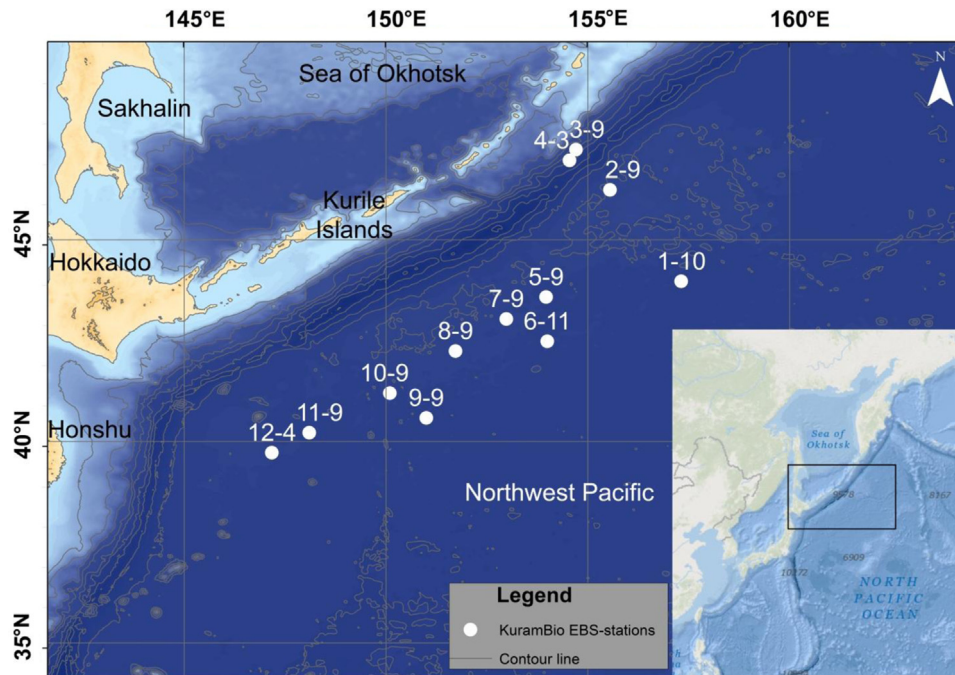 145°E 150°E 155°E 160°E
Sea of Okhotsk
N
Sakhalin
4-3 3-9
2-9
Kurile
Islands
45°N
Hokkaido
1-10
5-9
7-9
6-11
8-9
10-9
9-9
11-9
12-4
Honshu
40°N
Northwest Pacific
35°N
Legend
KuramBio EBS-stations
Contour line
Sea of
Okhotsk
8167
6909
NORTH
PACIFIC
OCEAN